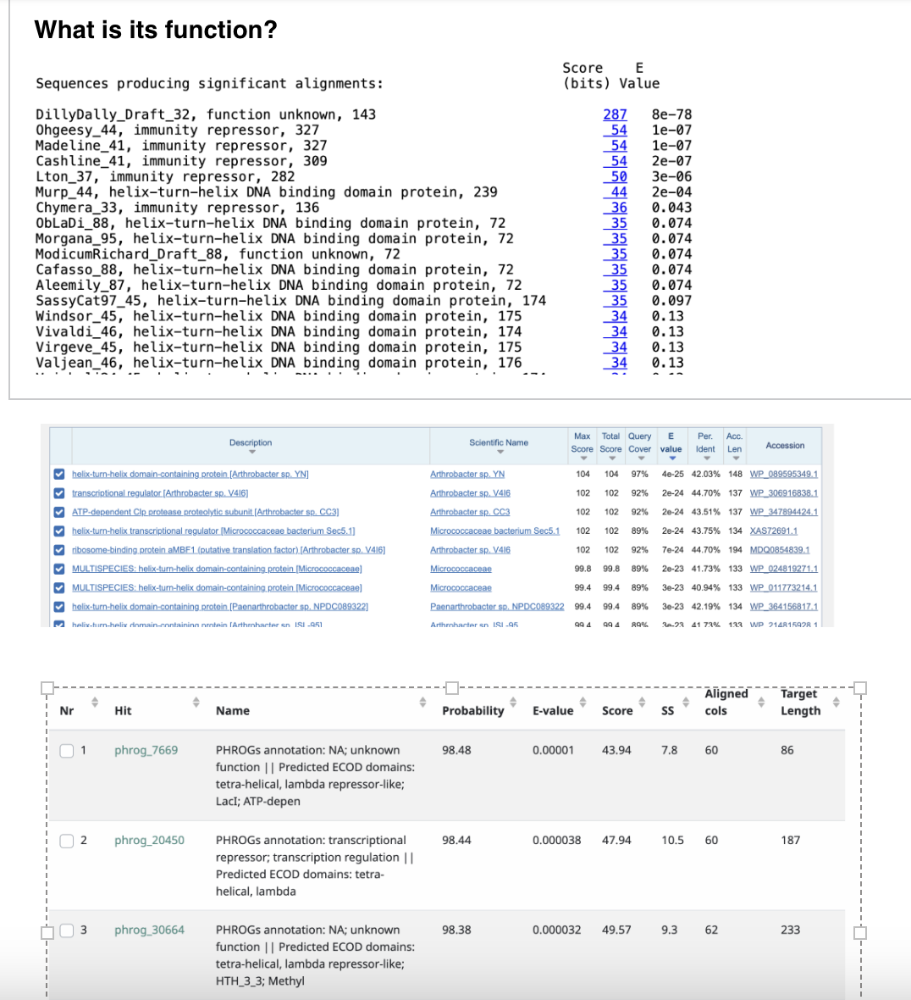 What is its function?
Score E
Sequences producing significant alignments: (bits) Value
DillyDally_Draft_32, function unknown, 143 287 8e-78
Ohgeesy_44, immunity repressor, 327 54 1e-07
Madeline_41, immunity repressor, 327 54 1e-07
Cashline_41, immunity repressor, 309 54 2e-07
Lton_37, immunity repressor, 282 50 3e-06
Murp_44, helix-turn-helix DNA binding domain protein, 239 44 2e-04
Chymera_33, immunity repressor, 136 36 0.043
ObLaDi_88, helix-turn-helix DNA binding domain protein, 72 35 0.074
Morgana_95, helix-turn-helix DNA binding domain protein, 72 35 0.074
ModicumRichard_Draft_88, function unknown, 72 35 0.074
Cafasso_88, helix-turn-helix DNA binding domain protein, 72 35 0.074
Aleemily_87, helix-turn-helix DNA binding domain protein, 72 35 0.074
SassyCat97_45, helix-turn-helix DNA binding domain protein, 174 35 0.097
Windsor_45, helix-turn-helix DNA binding domain protein, 175 34 0.13
Vivaldi_46, helix-turn-helix DNA binding domain protein, 174 34 0.13
Virgeve_45, helix-turn-helix DNA binding domain protein, 175 34 0.13
Valjean_46, helix-turn-helix DNA binding domain protein, 176 34 0.13
Description Scientific Name Max Score Total Score Query Cover E value Per. Ident Acc. Len Accession
helix-turn-helix domain-containing protein [Arthrobacter sp. YN] Arthrobacter sp. YN 104 104 97% 4e-25 42.03% 148 WP_089595349.1
transcriptional regulator [Arthrobacter sp. V4I6] Arthrobacter sp. V4I6 102 102 92% 2e-24 44.70% 137 WP_306916838.1
ATP-dependent Clp protease proteolytic subunit [Arthrobacter sp. CC3] Arthrobacter sp. CC3 102 102 92% 2e-24 43.51% 137 WP_347894424.1
helix-turn-helix transcriptional regulator [Micrococcaceae bacterium Sec5.1] Micrococcaceae bacterium Sec5.1 102 102 89% 2e-24 43.75% 134 XAS72691.1
ribosome-binding protein aMBF1 (putative translation factor) [Arthrobacter sp. V4I6] Arthrobacter sp. V4I6 102 102 92% 7e-24 44.70% 194 MDQ0854839.1
MULTISPECIES: helix-turn-helix domain-containing protein [Micrococcaceae] Micrococcaceae 99.8 99.8 89% 2e-23 41.73% 133 WP_024819271.1
MULTISPECIES: helix-turn-helix domain-containing protein [Micrococcaceae] Micrococcaceae 99.4 99.4 89% 3e-23 40.94% 133 WP_011773214.1
helix-turn-helix domain-containing protein [Paenarthrobacter sp. NPDC089322] Paenarthrobacter sp. NPDC089322 99.4 99.4 89% 3e-23 42.19% 134 WP_364156817.1
helix-turn-helix domain-containing protein [Arthrobacter sp. ISL-95] Arthrobacter sp. ISL-95 99.4 99.4 89% 3e-23 41.73% 133 WP_214815928.1
Nr Hit Name Probability E-value Score SS Aligned cols Target Length
1 phrog_7669 PHROGs annotation: NA; unknown 98.48 0.00001 43.94 7.8 60 86
function || Predicted ECOD domains:
tetra-helical, lambda repressor-like;
LacI; ATP-depen
2 phrog_20450 PHROGs annotation: transcriptional 98.44 0.000038 47.94 10.5 60 187
repressor; transcription regulation ||
Predicted ECOD domains: tetra-
helical, lambda
3 phrog_30664 PHROGs annotation: NA; unknown 98.38 0.000032 49.57 9.3 62 233
function || Predicted ECOD domains:
tetra-helical, lambda repressor-like;
HTH_3_3; Methyl